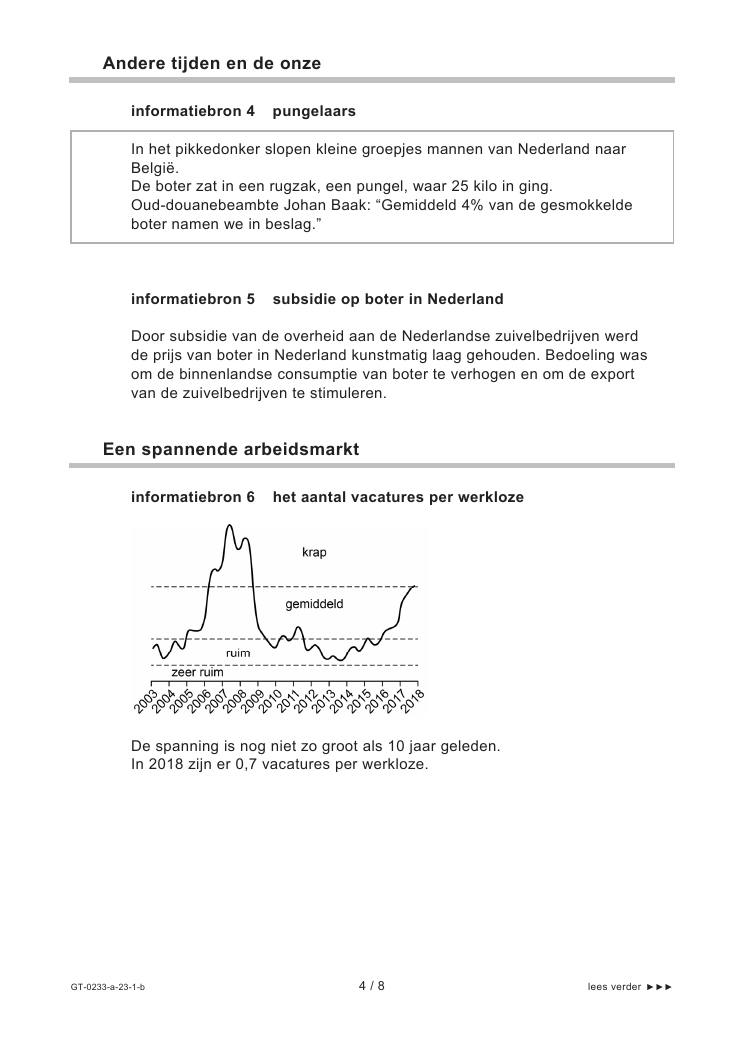 Andere tijden en de onze
informatiebron 4 pungelaars
In het pikkedonker slopen kleine groepjes mannen van Nederland naar
België.
De boter zat in een rugzak, een pungel, waar 25 kilo in ging.
Oud-douanebeambte Johan Baak: “Gemiddeld 4% van de gesmokkelde
boter namen we in beslag.”
informatiebron 5 subsidie op boter in Nederland
Door subsidie van de overheid aan de Nederlandse zuivelbedrijven werd
de prijs van boter in Nederland kunstmatig laag gehouden. Bedoeling was
om de binnenlandse consumptie van boter te verhogen en om de export
van de zuivelbedrijven te stimuleren.
Een spannende arbeidsmarkt
informatiebron 6 het aantal vacatures per werkloze
krap
gemiddeld
ruim
zeer ruim
2003 2004 2005 2006 2007 2008 2009 2010 2011 2012 2013 2014 2015 2016 2017 2018
De spanning is nog niet zo groot als 10 jaar geleden.
In 2018 zijn er 0,7 vacatures per werkloze.
GT-0233-a-23-1-b 4 / 8 lees verder ►►►